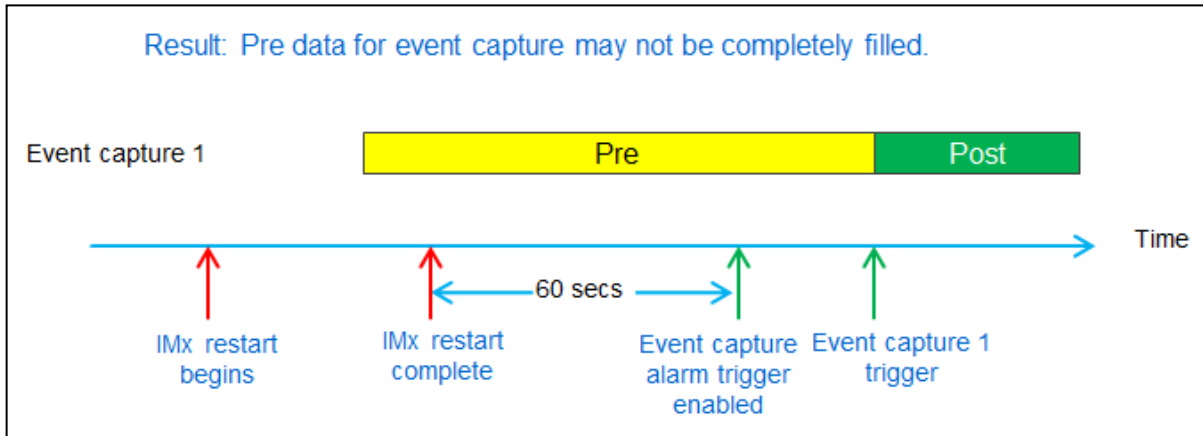 Result: Pre data for event capture may not be completely filled.
Event capture 1
Pre
Post
Time
60 secs
IMx restart
begins
IMx restart
complete
Event capture
alarm trigger
enabled
Event capture 1
trigger